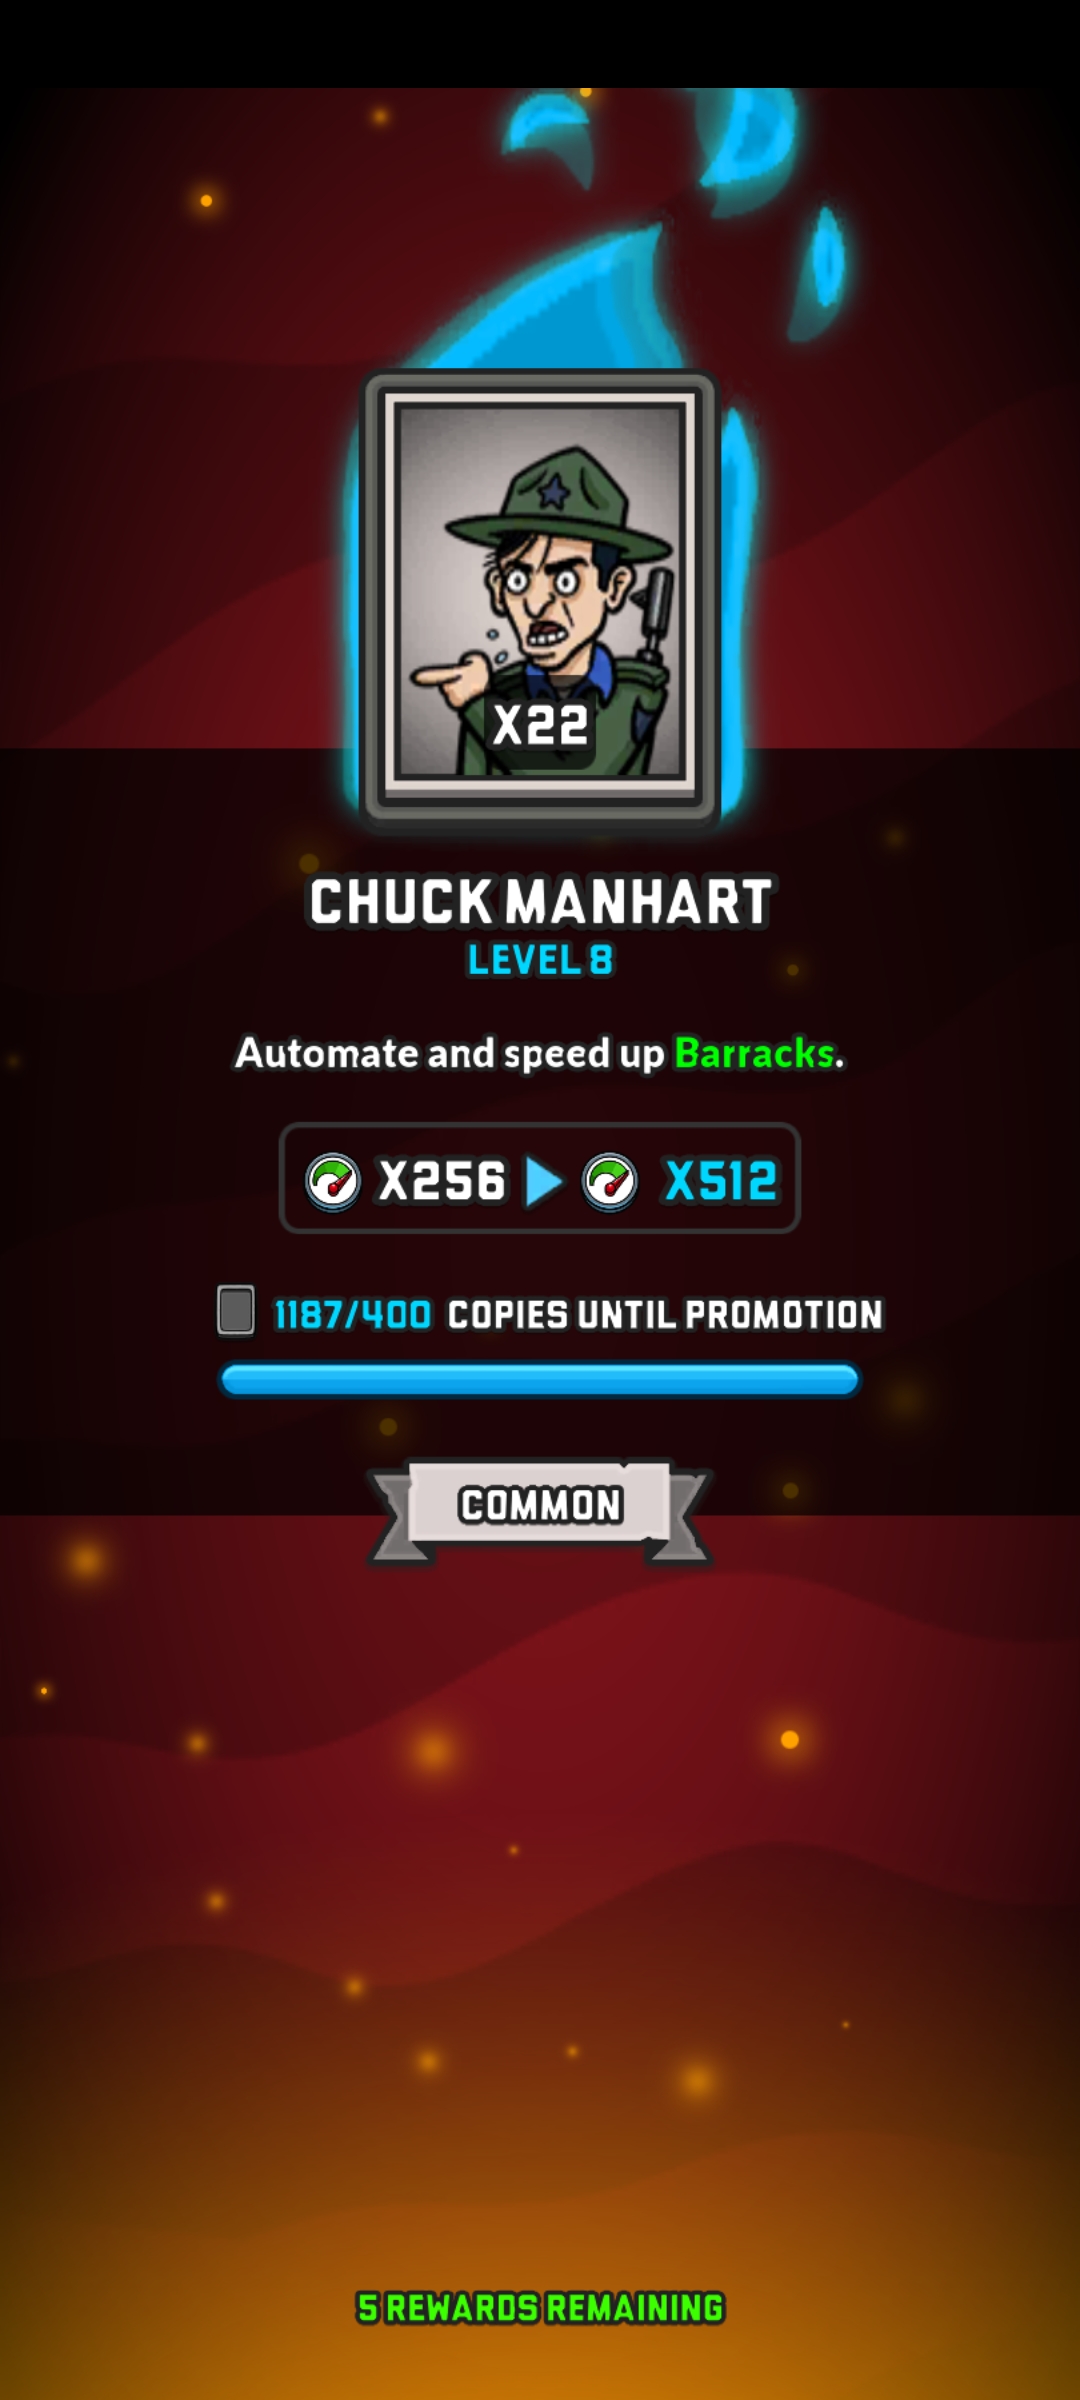 X22
CHUCK MANHART
LEVEL 8
Automate and speed up Barracks.
X256 X512
1187/400 COPIES UNTIL PROMOTION
COMMON
5 REWARDS REMAINING